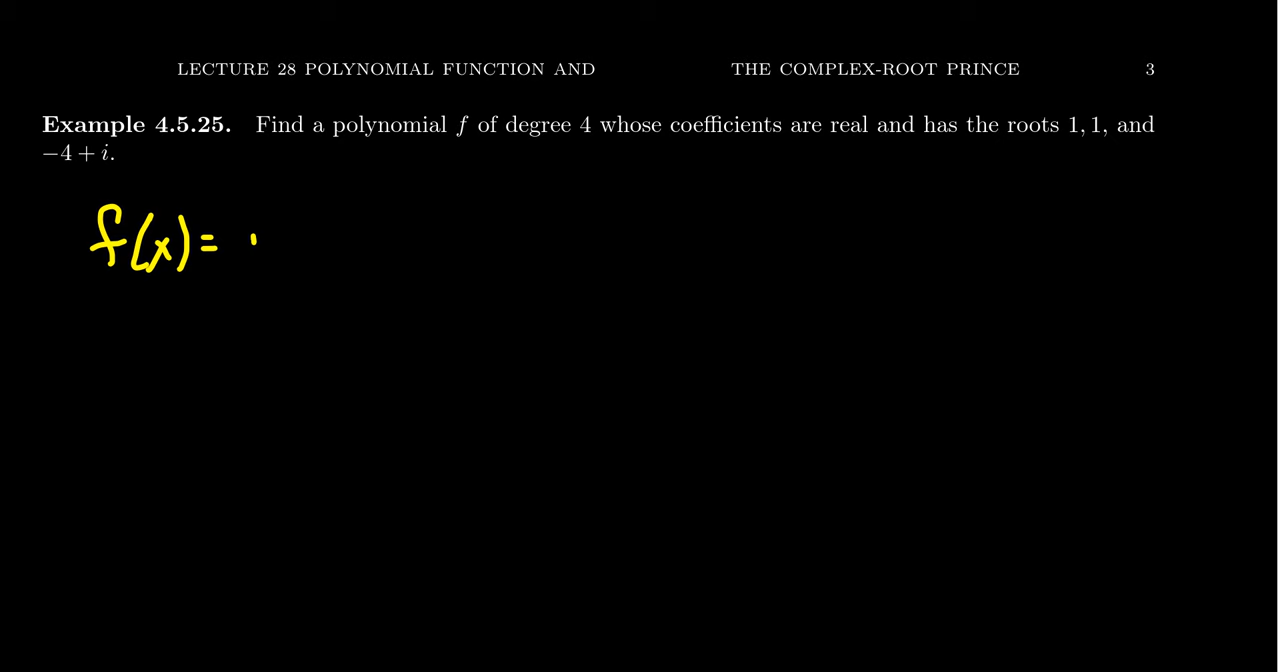 LECTURE 28 POLYNOMIAL FUNCTION AND THE COMPLEX-ROOT PRINCE 3
Example 4.5.25. Find a polynomial f of degree 4 whose coefficients are real and has the roots 1, 1, and
−4 + i.
f(x) =